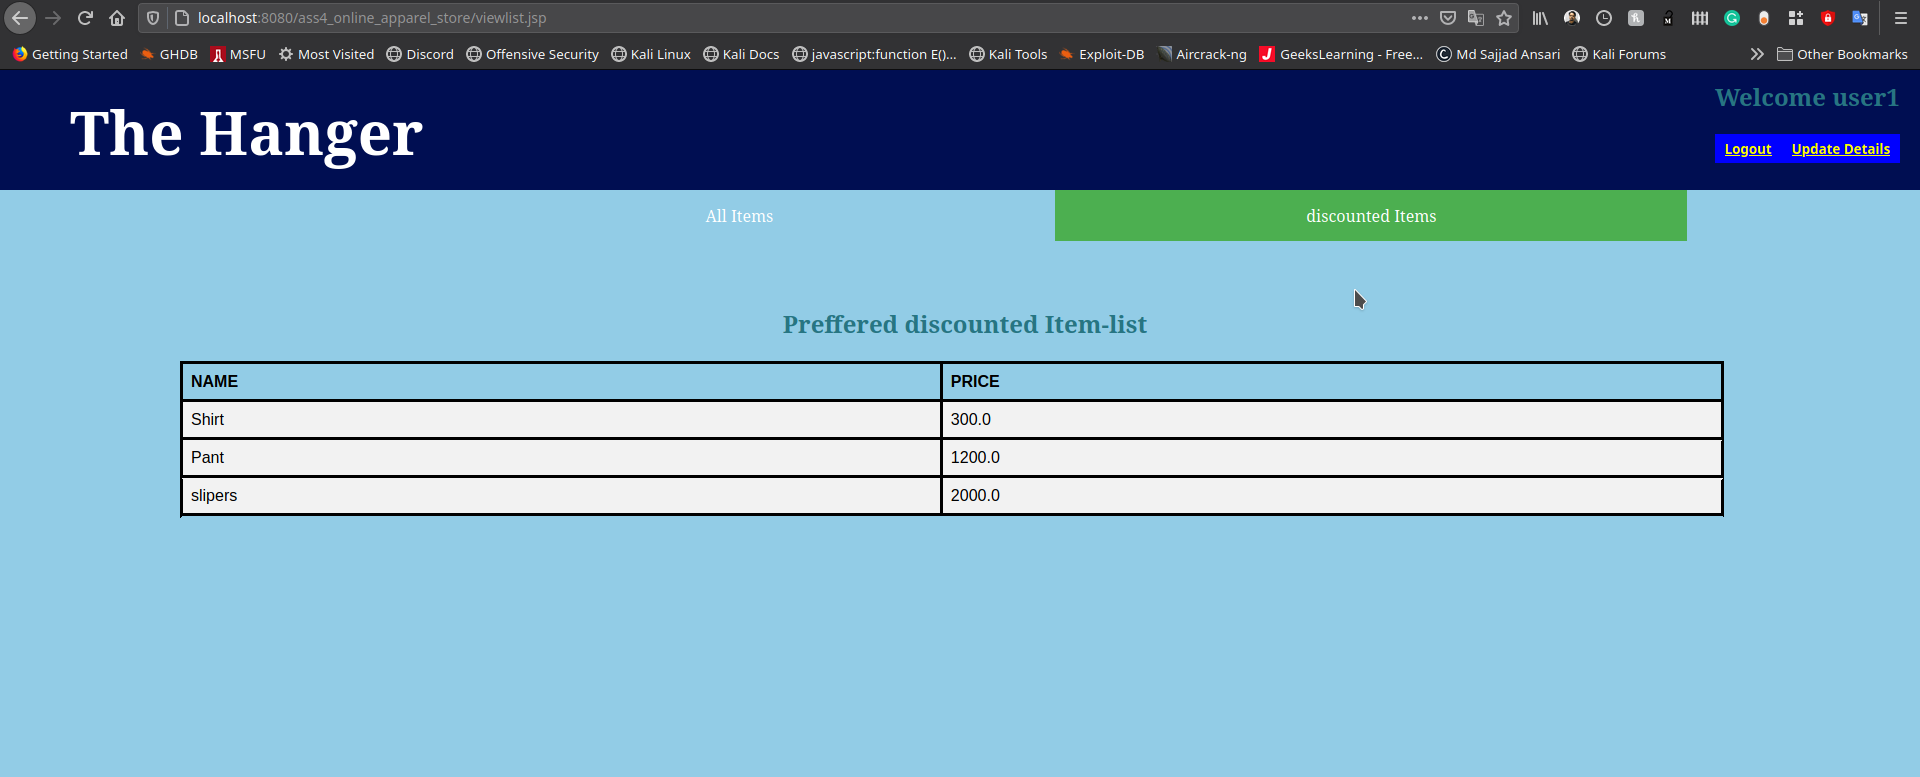 localhost:8080/ass4_online_apparel_store/viewlist.jsp
Getting Started GHDB MSFU Most Visited Discord Offensive Security Kali Linux Kali Docs javascript:function E()... Kali Tools Exploit-DB Aircrack-ng GeeksLearning - Free... Md Sajjad Ansari Kali Forums Other Bookmarks
The Hanger
Welcome user1
Logout Update Details
All Items discounted Items
Preffered discounted Item-list
NAME PRICE
Shirt 300.0
Pant 1200.0
slipers 2000.0